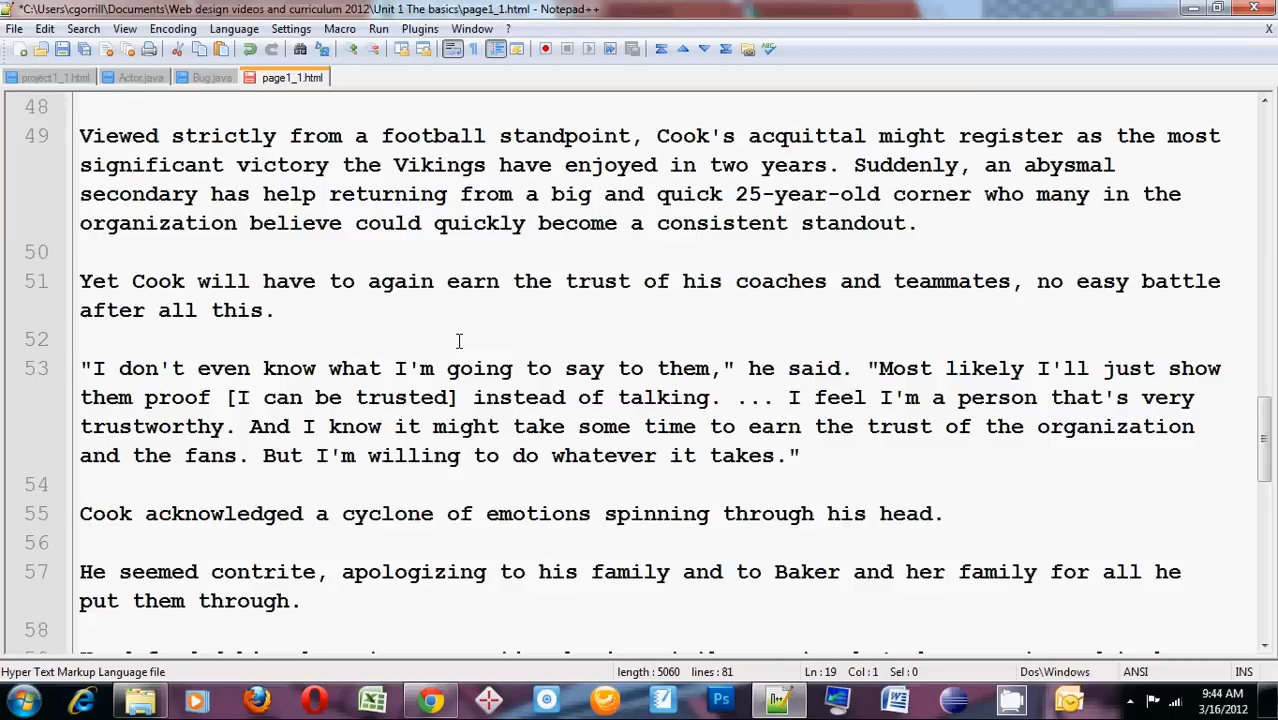 *C:\Users\cgorrill\Documents\Web design videos and curriculum 2012\Unit 1 The basics\page1_1.html - Notepad++
File Edit Search View Encoding Language Settings Macro Run Plugins Window ? X
project1_1.html Actor.java Bug.java page1_1.html
48
49 Viewed strictly from a football standpoint, Cook's acquittal might register as the most
significant victory the Vikings have enjoyed in two years. Suddenly, an abysmal
secondary has help returning from a big and quick 25-year-old corner who many in the
organization believe could quickly become a consistent standout.
50
51 Yet Cook will have to again earn the trust of his coaches and teammates, no easy battle
after all this.
52
53 "I don't even know what I'm going to say to them," he said. "Most likely I'll just show
them proof [I can be trusted] instead of talking. ... I feel I'm a person that's very
trustworthy. And I know it might take some time to earn the trust of the organization
and the fans. But I'm willing to do whatever it takes."
54
55 Cook acknowledged a cyclone of emotions spinning through his head.
56
57 He seemed contrite, apologizing to his family and to Baker and her family for all he
put them through.
58
Hyper Text Markup Language file length : 5060 lines : 81 Ln : 19 Col : 1 Sel : 0 Dos\Windows ANSI INS
9:44 AM
3/16/2012